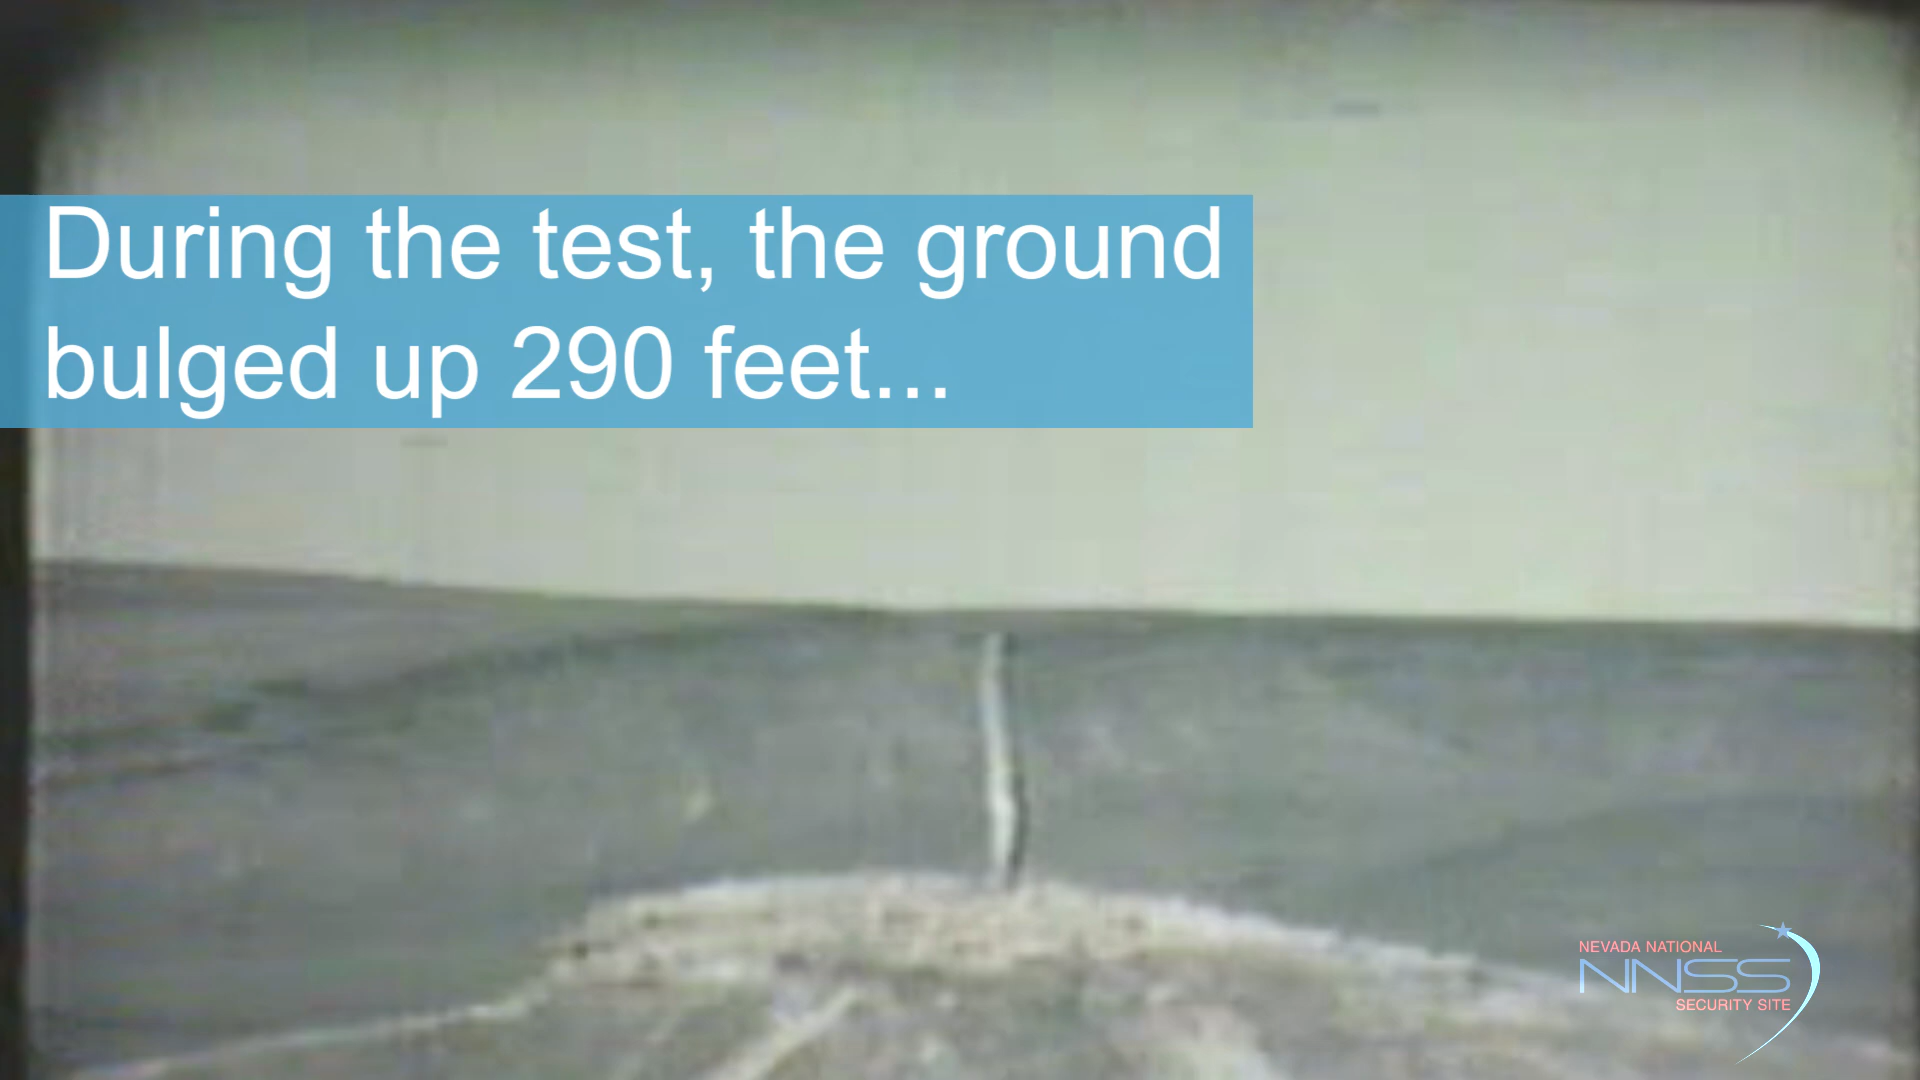 During the test, the ground
bulged up 290 feet...
NEVADA NATIONAL
NNSS
SECURITY SITE